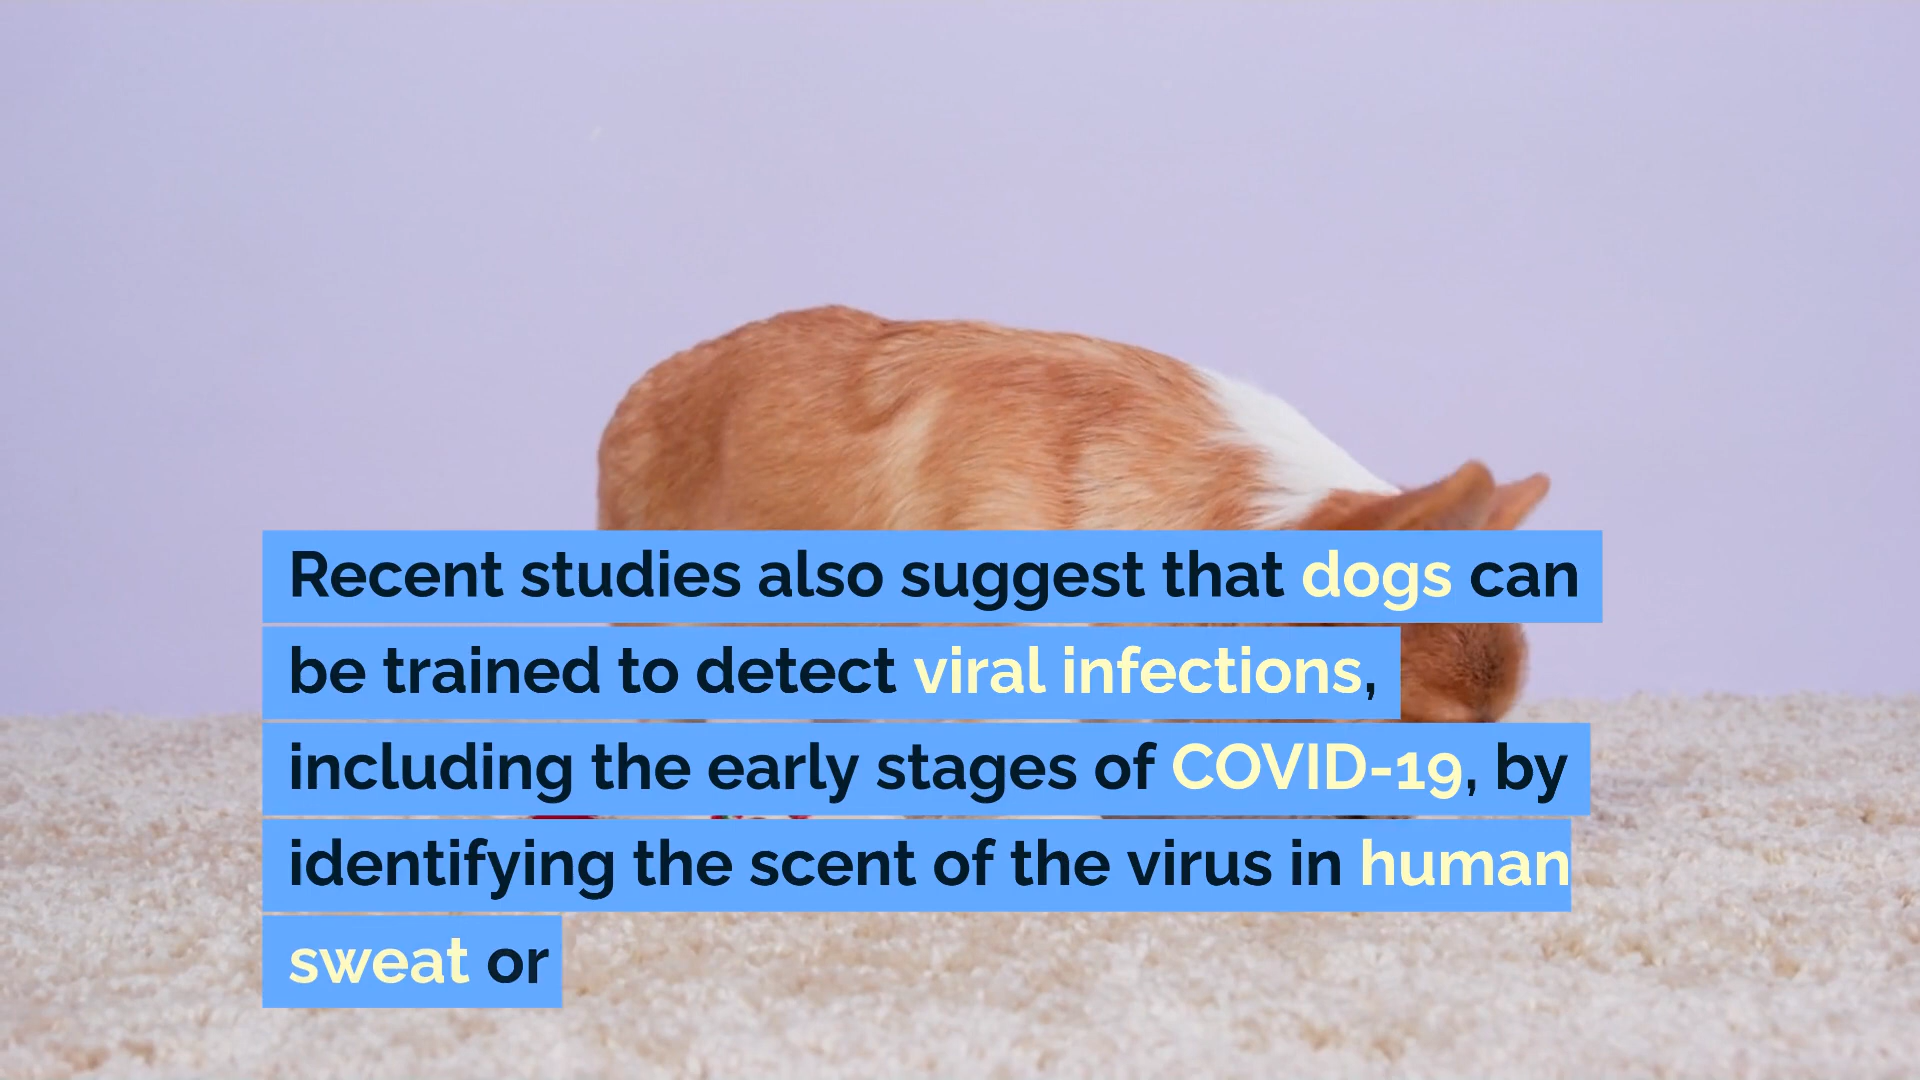 Recent studies also suggest that dogs can
be trained to detect viral infections,
including the early stages of COVID-19, by
identifying the scent of the virus in human
sweat or